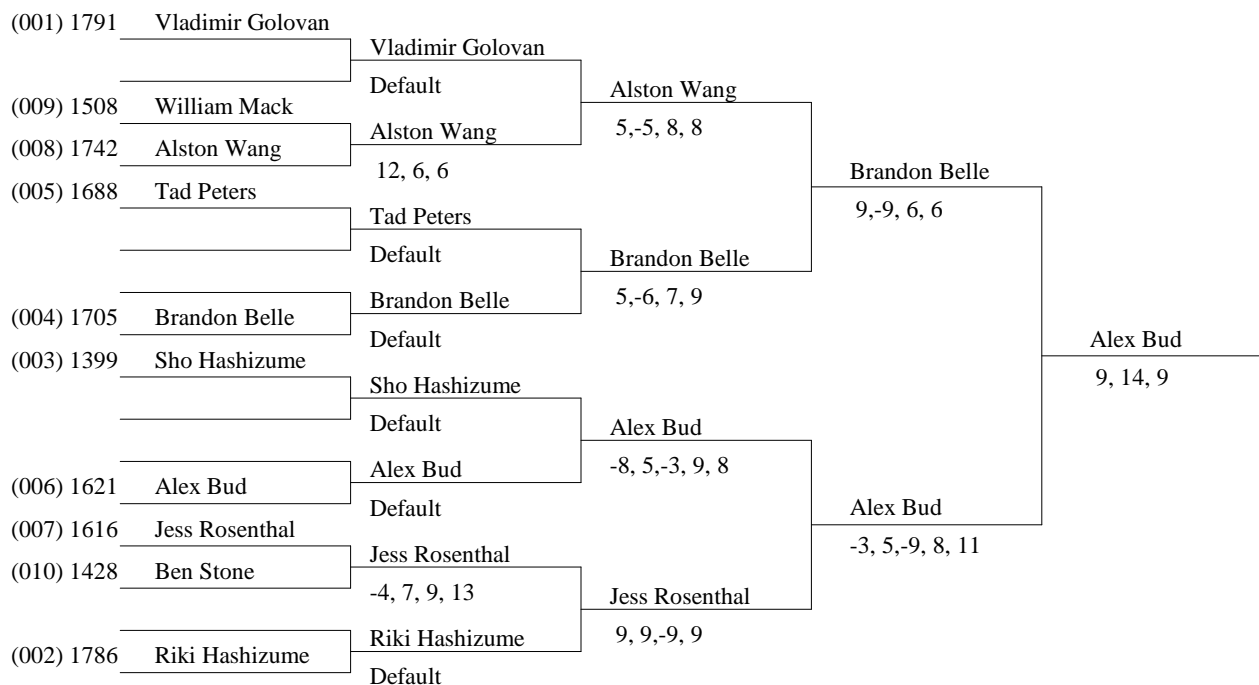 (001) 1791 Vladimir Golovan
Vladimir Golovan
Default
Alston Wang
(009) 1508 William Mack
5,-5, 8, 8
Alston Wang
(008) 1742 Alston Wang
12, 6, 6
Brandon Belle
(005) 1688 Tad Peters
9,-9, 6, 6
Tad Peters
Default
Brandon Belle
Brandon Belle
5,-6, 7, 9
(004) 1705 Brandon Belle
Default
Alex Bud
(003) 1399 Sho Hashizume
9, 14, 9
Sho Hashizume
Default
Alex Bud
Alex Bud
-8, 5,-3, 9, 8
(006) 1621 Alex Bud
Default
Alex Bud
(007) 1616 Jess Rosenthal
-3, 5,-9, 8, 11
Jess Rosenthal
(010) 1428 Ben Stone
-4, 7, 9, 13
Jess Rosenthal
Riki Hashizume
9, 9,-9, 9
(002) 1786 Riki Hashizume
Default